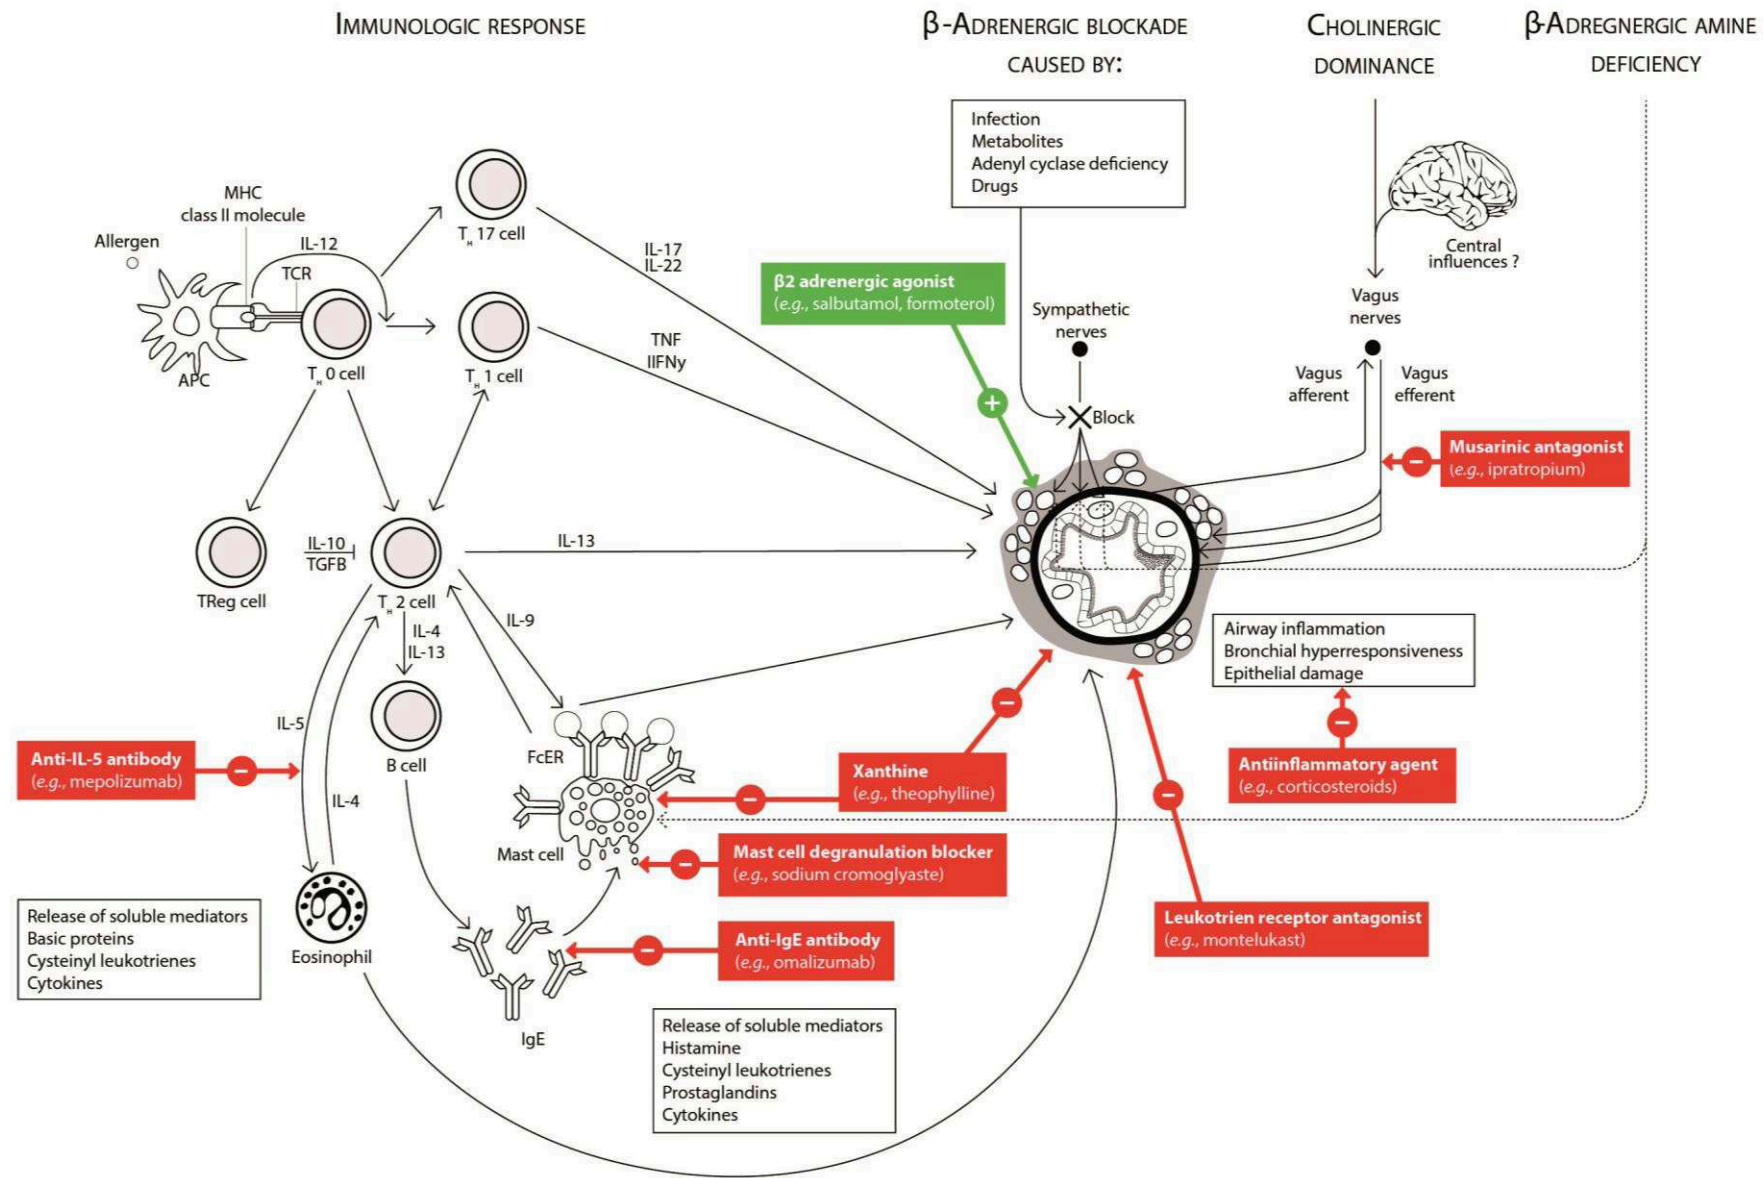 IMMUNOLOGIC RESPONSE
β-ADRENERGIC BLOCKADE
CAUSED BY:
CHOLINERGIC
DOMINANCE
β-ADREGNERGIC AMINE
DEFICIENCY
Infection
Metabolites
Adenyl cyclase deficiency
Drugs
MHC
class II molecule
Allergen
IL-12
TCR
APC
TH 0 cell
TH 17 cell
TH 1 cell
IL-17
IL-22
TNF
IIFNy
β2 adrenergic agonist
(e.g., salbutamol, formoterol)
+
Sympathetic
nerves
Block
Central
influences ?
Vagus
nerves
Vagus
afferent
Vagus
efferent
Musarinic antagonist
(e.g., ipratropium)
−
TReg cell
IL-10
TGFB
TH 2 cell
IL-13
IL-9
IL-4
IL-13
IL-5
IL-4
B cell
FcER
Mast cell
Airway inflammation
Bronchial hyperresponsiveness
Epithelial damage
Anti-IL-5 antibody
(e.g., mepolizumab)
−
Xanthine
(e.g., theophylline)
−
−
Antiinflammatory agent
(e.g., corticosteroids)
−
Mast cell degranulation blocker
(e.g., sodium cromoglyaste)
−
Leukotrien receptor antagonist
(e.g., montelukast)
−
Anti-IgE antibody
(e.g., omalizumab)
−
Eosinophil
Release of soluble mediators
Basic proteins
Cysteinyl leukotrienes
Cytokines
IgE
Release of soluble mediators
Histamine
Cysteinyl leukotrienes
Prostaglandins
Cytokines